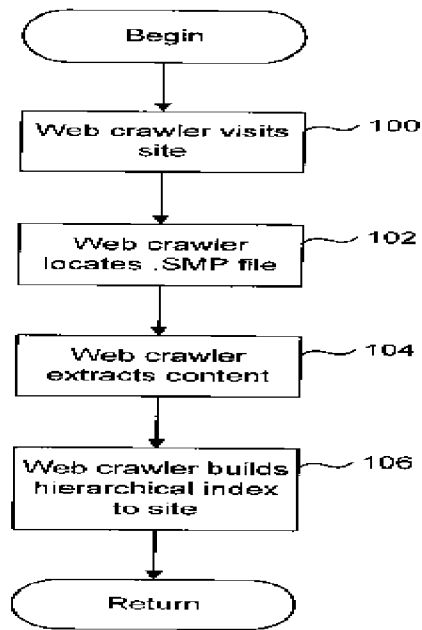 Begin
Web crawler visits
site
100
Web crawler
locates .SMP file
102
Web crawler
extracts content
104
Web crawler builds
hierarchical index
to site
106
Return